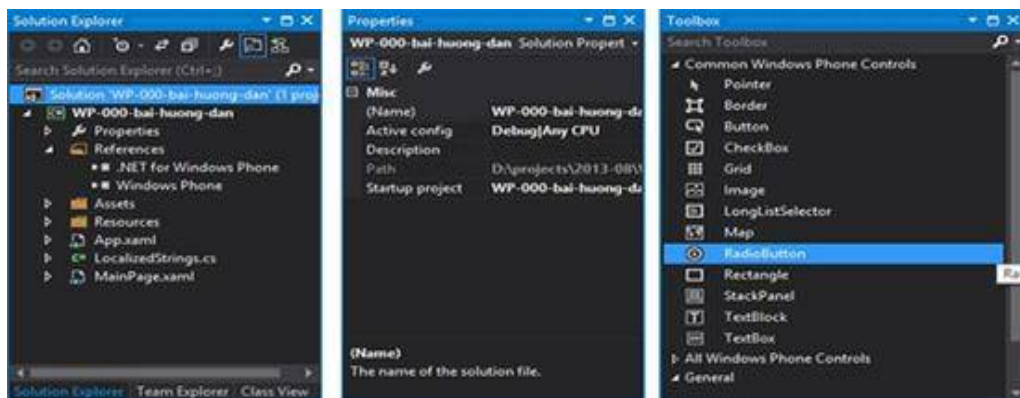 Solution Explorer
Search Solution Explorer (Ctrl+;)
Solution 'WP-000-bai-huong-dan' (1 proj
WP-000-bai-huong-dan
Properties
References
.NET for Windows Phone
Windows Phone
Assets
Resources
App.xaml
LocalizedStrings.cs
MainPage.xaml
Solution Explorer Team Explorer Class View
Properties
WP-000-bai-huong-dan Solution Propert
Misc
(Name) WP-000-bai-huong-da
Active config Debug|Any CPU
Description
Path D:\projects\2013-08\
Startup project WP-000-bai-huong-da
(Name)
The name of the solution file.
Toolbox
Search Toolbox
Common Windows Phone Controls
Pointer
Border
Button
CheckBox
Grid
Image
LongListSelector
Map
RadioButton
Ra
Rectangle
StackPanel
TextBlock
TextBox
All Windows Phone Controls
General